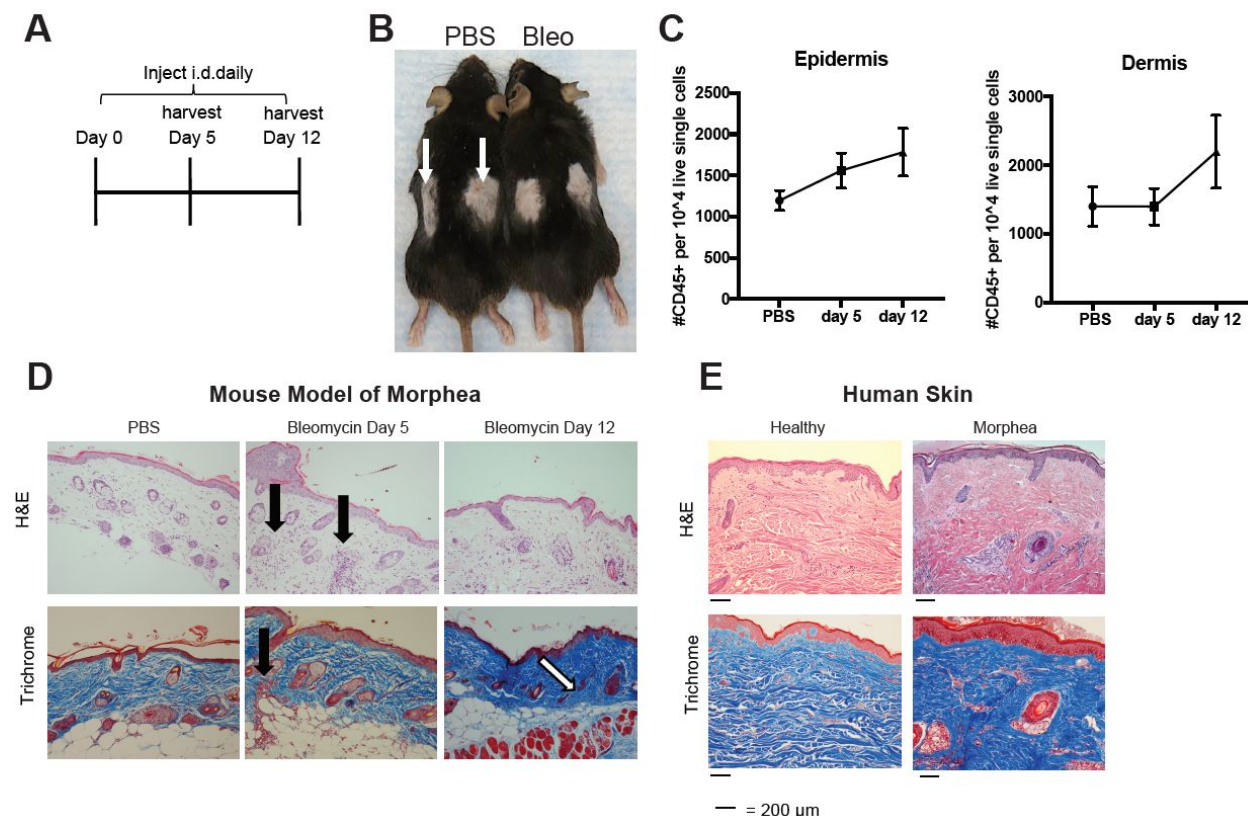 A
Inject i.d.daily
harvest harvest
Day 0 Day 5 Day 12
B
PBS Bleo
C
Epidermis
#CD45+ per 10^4 live single cells
2500
2000
1500
1000
500
0
PBS day 5 day 12
Dermis
#CD45+ per 10^4 live single cells
3000
2000
1000
0
PBS day 5 day 12
D
Mouse Model of Morphea
PBS Bleomycin Day 5 Bleomycin Day 12
H&E
Trichrome
E
Human Skin
Healthy Morphea
H&E
Trichrome
= 200 µm